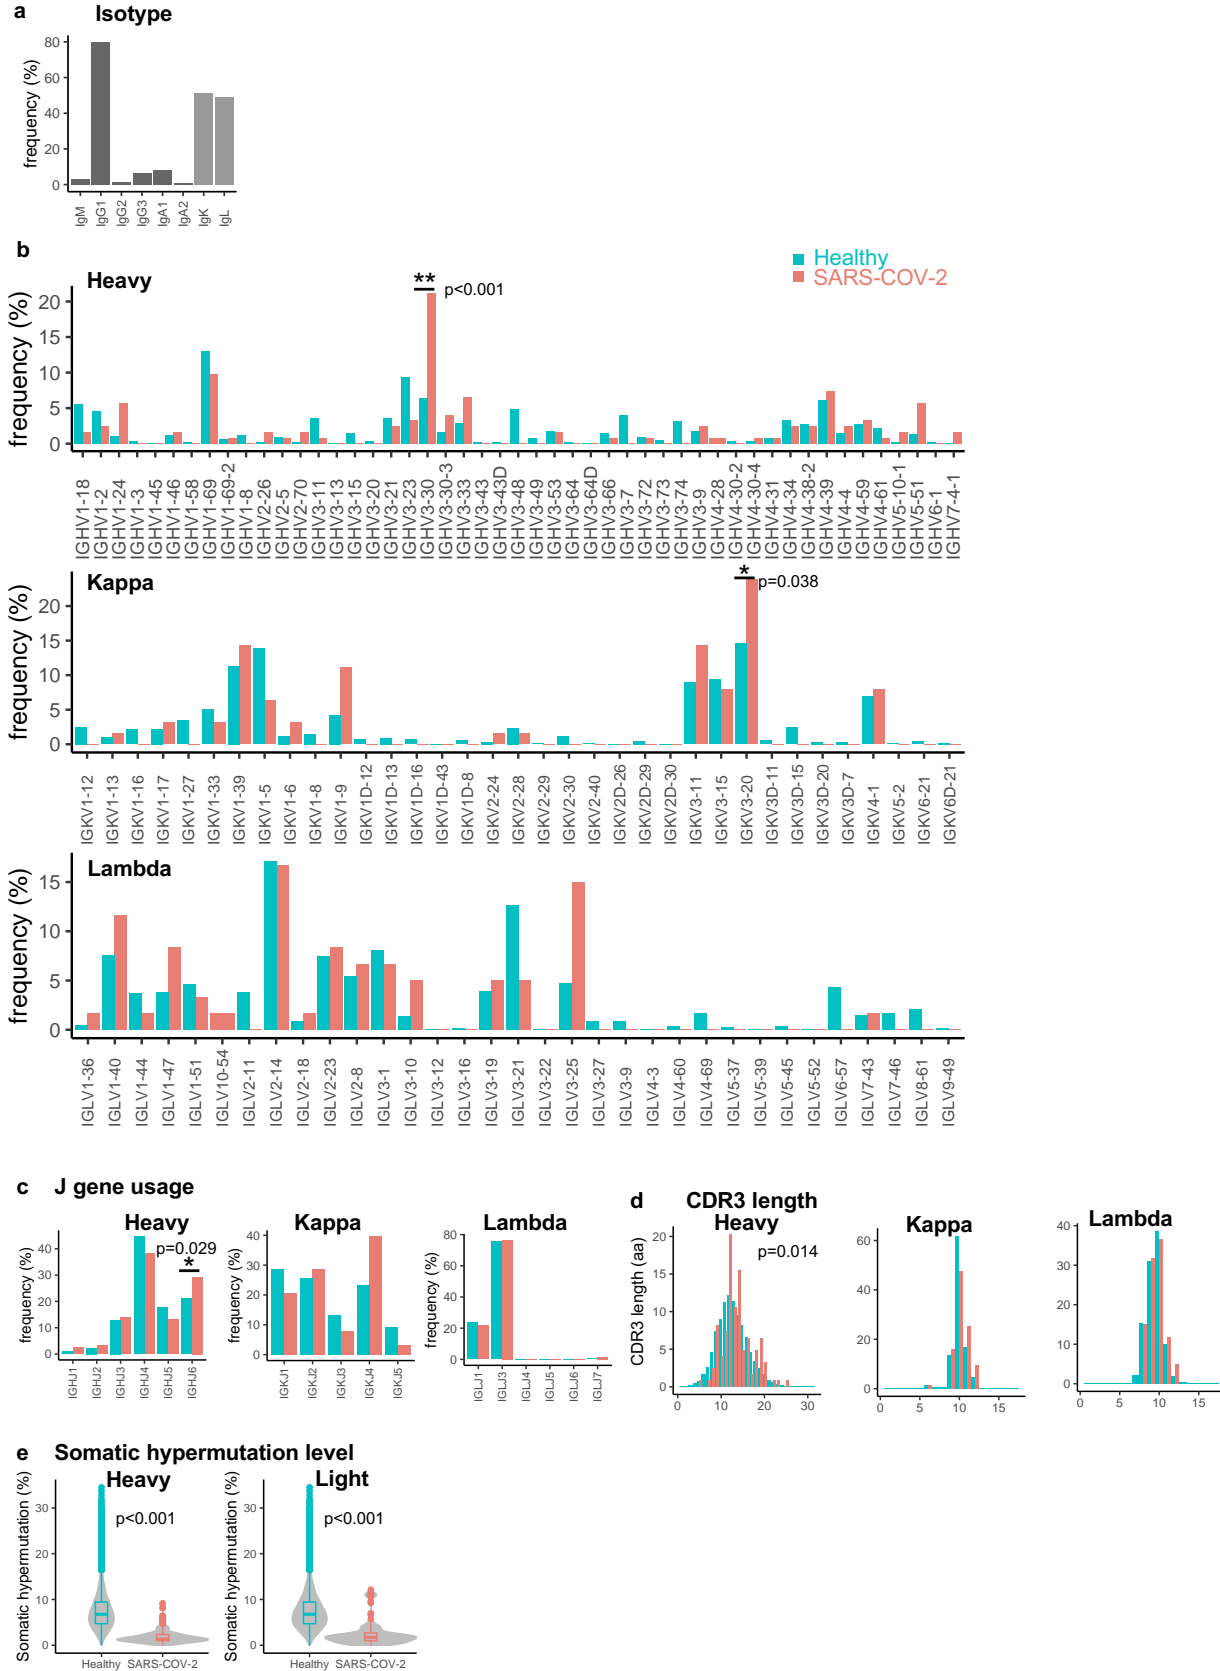 a
Isotype
frequency (%)
80
60
40
20
0
IgM
IgG1
IgG2
IgG3
IgA1
IgA2
IgK
IgL
b
Healthy
SARS-COV-2
Heavy
**
p<0.001
frequency (%)
20
15
10
5
0
IGHV1-18
IGHV1-2
IGHV1-24
IGHV1-3
IGHV1-45
IGHV1-46
IGHV1-58
IGHV1-69
IGHV1-69-2
IGHV1-8
IGHV2-26
IGHV2-5
IGHV2-70
IGHV3-11
IGHV3-13
IGHV3-15
IGHV3-20
IGHV3-21
IGHV3-23
IGHV3-30
IGHV3-30-3
IGHV3-33
IGHV3-43
IGHV3-43D
IGHV3-48
IGHV3-49
IGHV3-53
IGHV3-64
IGHV3-64D
IGHV3-66
IGHV3-7
IGHV3-72
IGHV3-73
IGHV3-74
IGHV3-9
IGHV4-28
IGHV4-30-2
IGHV4-30-4
IGHV4-31
IGHV4-34
IGHV4-38-2
IGHV4-39
IGHV4-4
IGHV4-59
IGHV4-61
IGHV5-10-1
IGHV5-51
IGHV6-1
IGHV7-4-1
Kappa
*
p=0.038
frequency (%)
20
15
10
5
0
IGKV1-12
IGKV1-13
IGKV1-16
IGKV1-17
IGKV1-27
IGKV1-33
IGKV1-39
IGKV1-5
IGKV1-6
IGKV1-8
IGKV1-9
IGKV1D-12
IGKV1D-13
IGKV1D-16
IGKV1D-43
IGKV1D-8
IGKV2-24
IGKV2-28
IGKV2-29
IGKV2-30
IGKV2-40
IGKV2D-26
IGKV2D-29
IGKV2D-30
IGKV3-11
IGKV3-15
IGKV3-20
IGKV3D-11
IGKV3D-15
IGKV3D-20
IGKV3D-7
IGKV4-1
IGKV5-2
IGKV6-21
IGKV6D-21
Lambda
frequency (%)
15
10
5
0
IGLV1-36
IGLV1-40
IGLV1-44
IGLV1-47
IGLV1-51
IGLV10-54
IGLV2-11
IGLV2-14
IGLV2-18
IGLV2-23
IGLV2-8
IGLV3-1
IGLV3-10
IGLV3-12
IGLV3-16
IGLV3-19
IGLV3-21
IGLV3-22
IGLV3-25
IGLV3-27
IGLV3-9
IGLV4-3
IGLV4-60
IGLV4-69
IGLV5-37
IGLV5-39
IGLV5-45
IGLV5-52
IGLV6-57
IGLV7-43
IGLV7-46
IGLV8-61
IGLV9-49
c J gene usage
Heavy
p=0.029
*
frequency (%)
40
30
20
10
0
IGHJ1
IGHJ2
IGHJ3
IGHJ4
IGHJ5
IGHJ6
Kappa
frequency (%)
40
30
20
10
0
IGKJ1
IGKJ2
IGKJ3
IGKJ4
IGKJ5
Lambda
frequency (%)
80
60
40
20
0
IGLJ1
IGLJ3
IGLJ4
IGLJ5
IGLJ6
IGLJ7
d CDR3 length
Heavy
p=0.014
CDR3 length (aa)
20
15
10
5
0
0 10 20 30
Kappa
60
40
20
0
0 5 10 15
Lambda
40
30
20
10
0
0 5 10 15
e Somatic hypermutation level
Heavy
p<0.001
Somatic hypermutation (%)
30
20
10
0
Healthy SARS-COV-2
Light
p<0.001
Somatic hypermutation (%)
30
20
10
0
Healthy SARS-COV-2